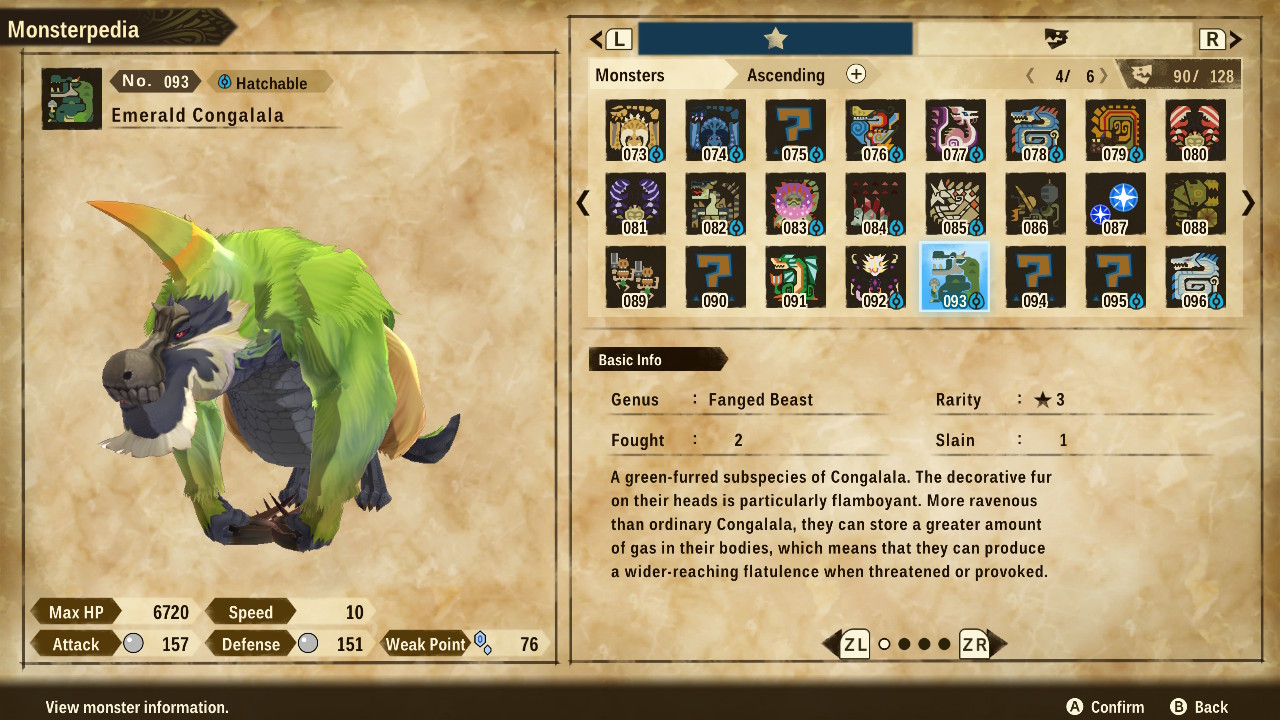 Monsterpedia
No. 093
Hatchable
Emerald Congalala
Max HP 6720
Speed 10
Attack 157
Defense 151
Weak Point 76
L
R
Monsters
Ascending
4/ 6
90/ 128
073 074 075 076 077 078 079 080
081 082 083 084 085 086 087 088
089 090 091 092 093 094 095 096
Basic Info
Genus : Fanged Beast
Rarity : ★ 3
Fought : 2
Slain : 1
A green-furred subspecies of Congalala. The decorative fur
on their heads is particularly flamboyant. More ravenous
than ordinary Congalala, they can store a greater amount
of gas in their bodies, which means that they can produce
a wider-reaching flatulence when threatened or provoked.
ZL ZR
View monster information.
A Confirm B Back